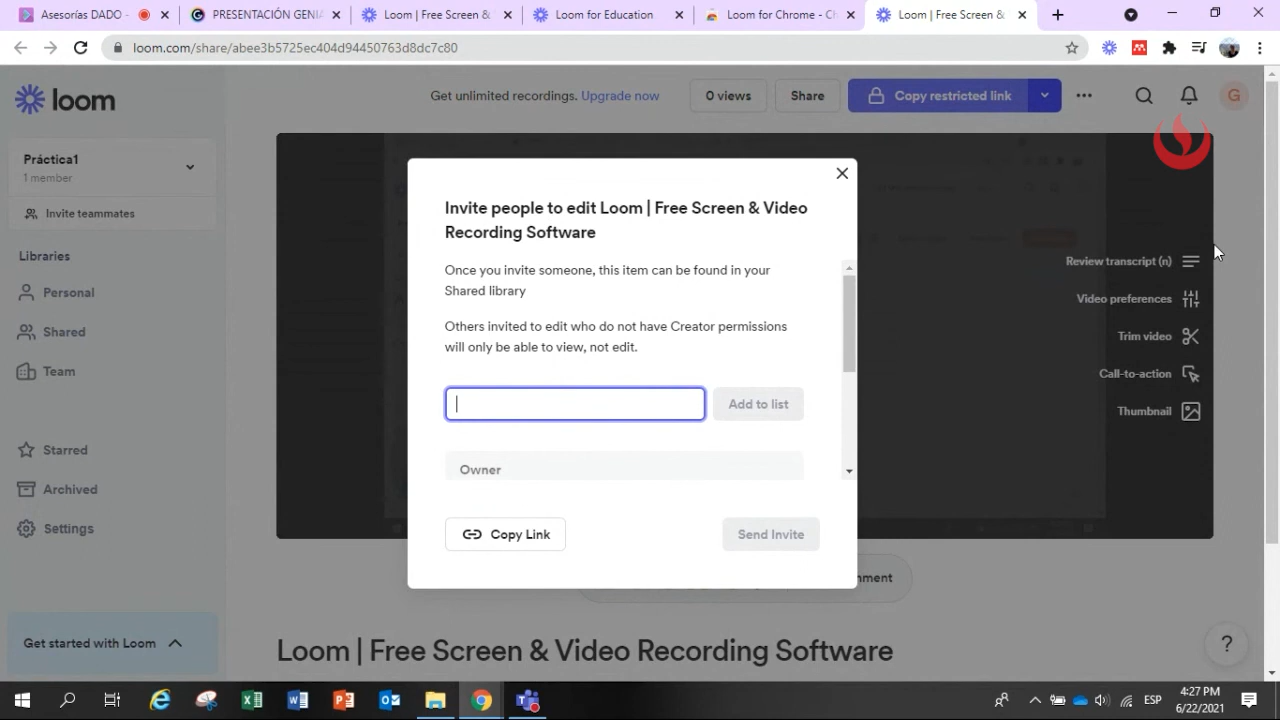 Asesorías DADO -
PRESENTACIÓN GENIA
Loom | Free Screen &
Loom for Education
Loom for Chrome - Ch
Loom | Free Screen &
loom.com/share/abee3b5725ec404d94450763d8dc7c80
loom
Get unlimited recordings. Upgrade now
0 views
Share
Copy restricted link
G
Práctica1
1 member
Invite teammates
Libraries
Personal
Shared
Team
Starred
Archived
Settings
Get started with Loom
Invite people to edit Loom | Free Screen & Video
Recording Software
Once you invite someone, this item can be found in your
Shared library
Others invited to edit who do not have Creator permissions
will only be able to view, not edit.
Add to list
Owner
Copy Link
Send Invite
Review transcript (n)
Video preferences
Trim video
Call-to-action
Thumbnail
nment
Loom | Free Screen & Video Recording Software
?
ESP
4:27 PM
6/22/2021